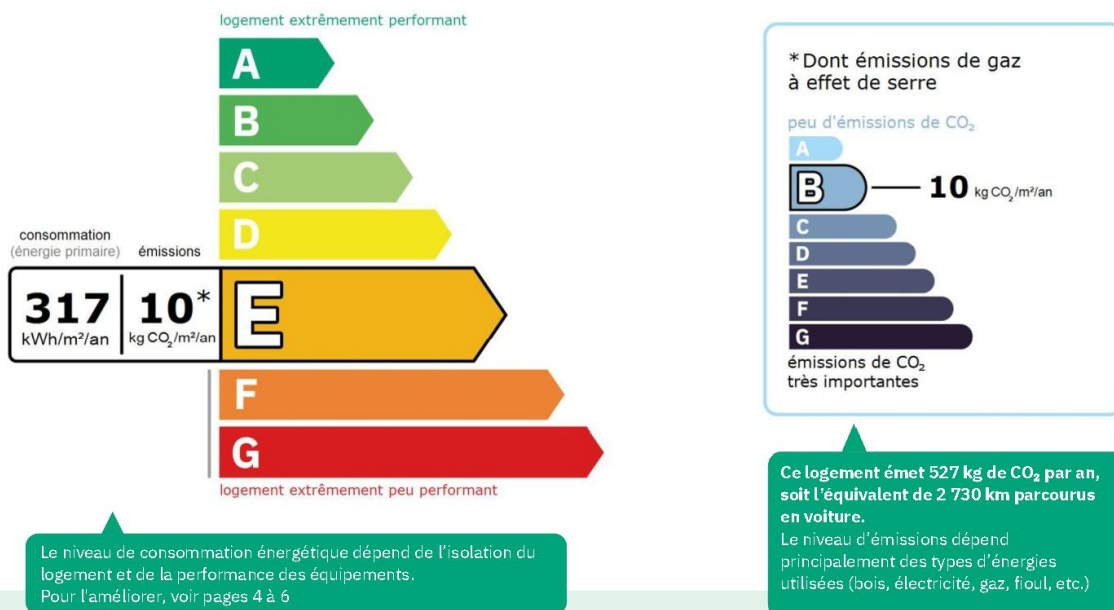 logement extrêmement performant
A
B
C
D
consommation
(énergie primaire)
émissions
317
kWh/m²/an
10*
kg CO₂/m²/an
E
F
G
logement extrêmement peu performant
Le niveau de consommation énergétique dépend de l'isolation du
logement et de la performance des équipements.
Pour l'améliorer, voir pages 4 à 6
*Dont émissions de gaz
à effet de serre
peu d'émissions de CO₂
A
B
10 kg CO₂/m²/an
C
D
E
F
G
émissions de CO₂
très importantes
Ce logement émet 527 kg de CO₂ par an,
soit l'équivalent de 2 730 km parcourus
en voiture.
Le niveau d'émissions dépend
principalement des types d'énergies
utilisées (bois, électricité, gaz, fioul, etc.)